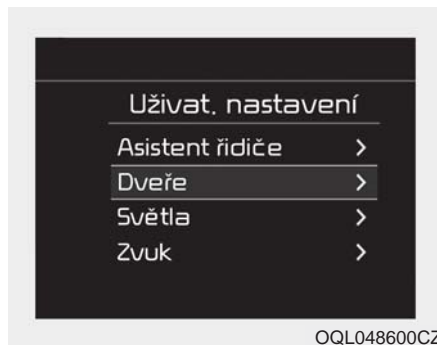 Uživat. nastavení
Asistent řidiče >
Dveře >
Světla >
Zvuk >
OQL048600CZ